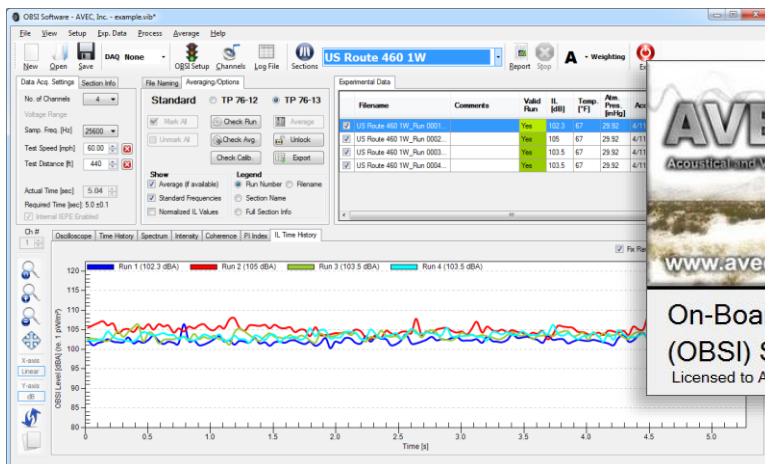 OBSI Software - AVEC, Inc. - example.vib*
File View Setup Exp. Data Process Average Help
New Open Save DAQ None OBSI Setup Channels Log File Sections US Route 460 1W Report Stop A - Weighting
Data Acq. Settings Section Info
File Naming Averaging/Options
Experimental Data
No. of Channels 4
Voltage Range
Samp. Freq. [Hz] 25600
Test Speed [mph] 60.00
Test Distance [ft] 440
Actual Time [sec] 5.04
Required Time [sec]: 5.0 ±0.1
Internal IEPE Enabled
Standard TP 76-12 TP 76-13
Mark All Check Run Average
Unmark All Check Avg. Unlock
Check Calib. Export
Show Legend
Average (if available) Run Number Filename
Standard Frequencies Section Name
Normalized IL Values Full Section Info
Filename Comments Valid Run IL [dB] Temp. [°F] Atm. Pres. [inHg]
US Route 460 1W_Run 0001... Yes 102.3 67 29.92 4/11
US Route 460 1W_Run 0002... Yes 105 67 29.92 4/11
US Route 460 1W_Run 0003... Yes 103.5 67 29.92 4/11
US Route 460 1W_Run 0004... Yes 103.5 67 29.92 4/11
AVEC
Acoustical and V
www.avec
On-Boa
(OBSI) S
Licensed to A
Ch #
1
Oscilloscope Time History Spectrum Intensity Coherence PI Index IL Time History
Fix Ra
X-axis
Linear
Y-axis
dB
Run 1 (102.3 dBA) Run 2 (105 dBA) Run 3 (103.5 dBA) Run 4 (103.5 dBA)
OBSI Level [dBA] (re. 1 pW/m²)
120
115
110
105
100
95
90
85
80
0 0.5 1.0 1.5 2.0 2.5 3.0 3.5 4.0 4.5 5.0
Time [s]